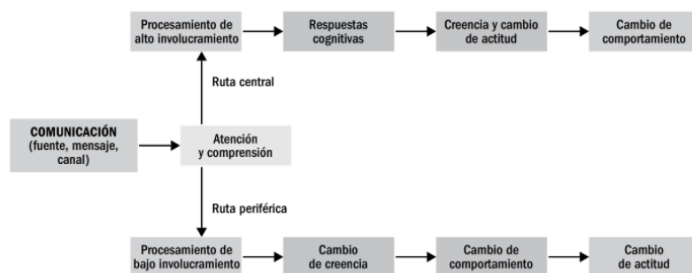 Procesamiento de
alto involucramiento
Respuestas
cognitivas
Creencia y cambio
de actitud
Cambio de
comportamiento
Ruta central
COMUNICACIÓN
(fuente, mensaje,
canal)
Atención
y comprensión
Ruta periférica
Procesamiento de
bajo involucramiento
Cambio
de creencia
Cambio de
comportamiento
Cambio
de actitud